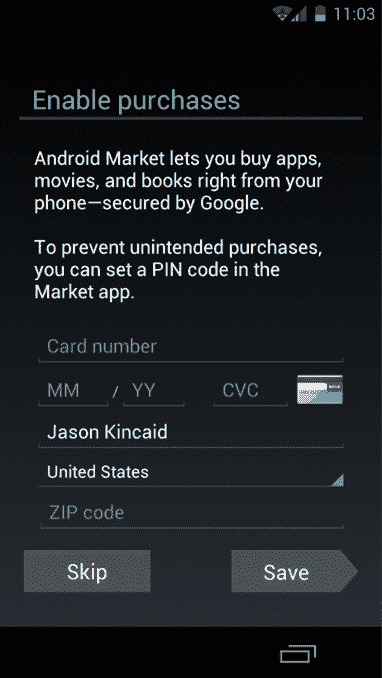 11:03
Enable purchases
Android Market lets you buy apps,
movies, and books right from your
phone—secured by Google.
To prevent unintended purchases,
you can set a PIN code in the
Market app.
Card number
MM / YY CVC
Jason Kincaid
United States
ZIP code
Skip Save